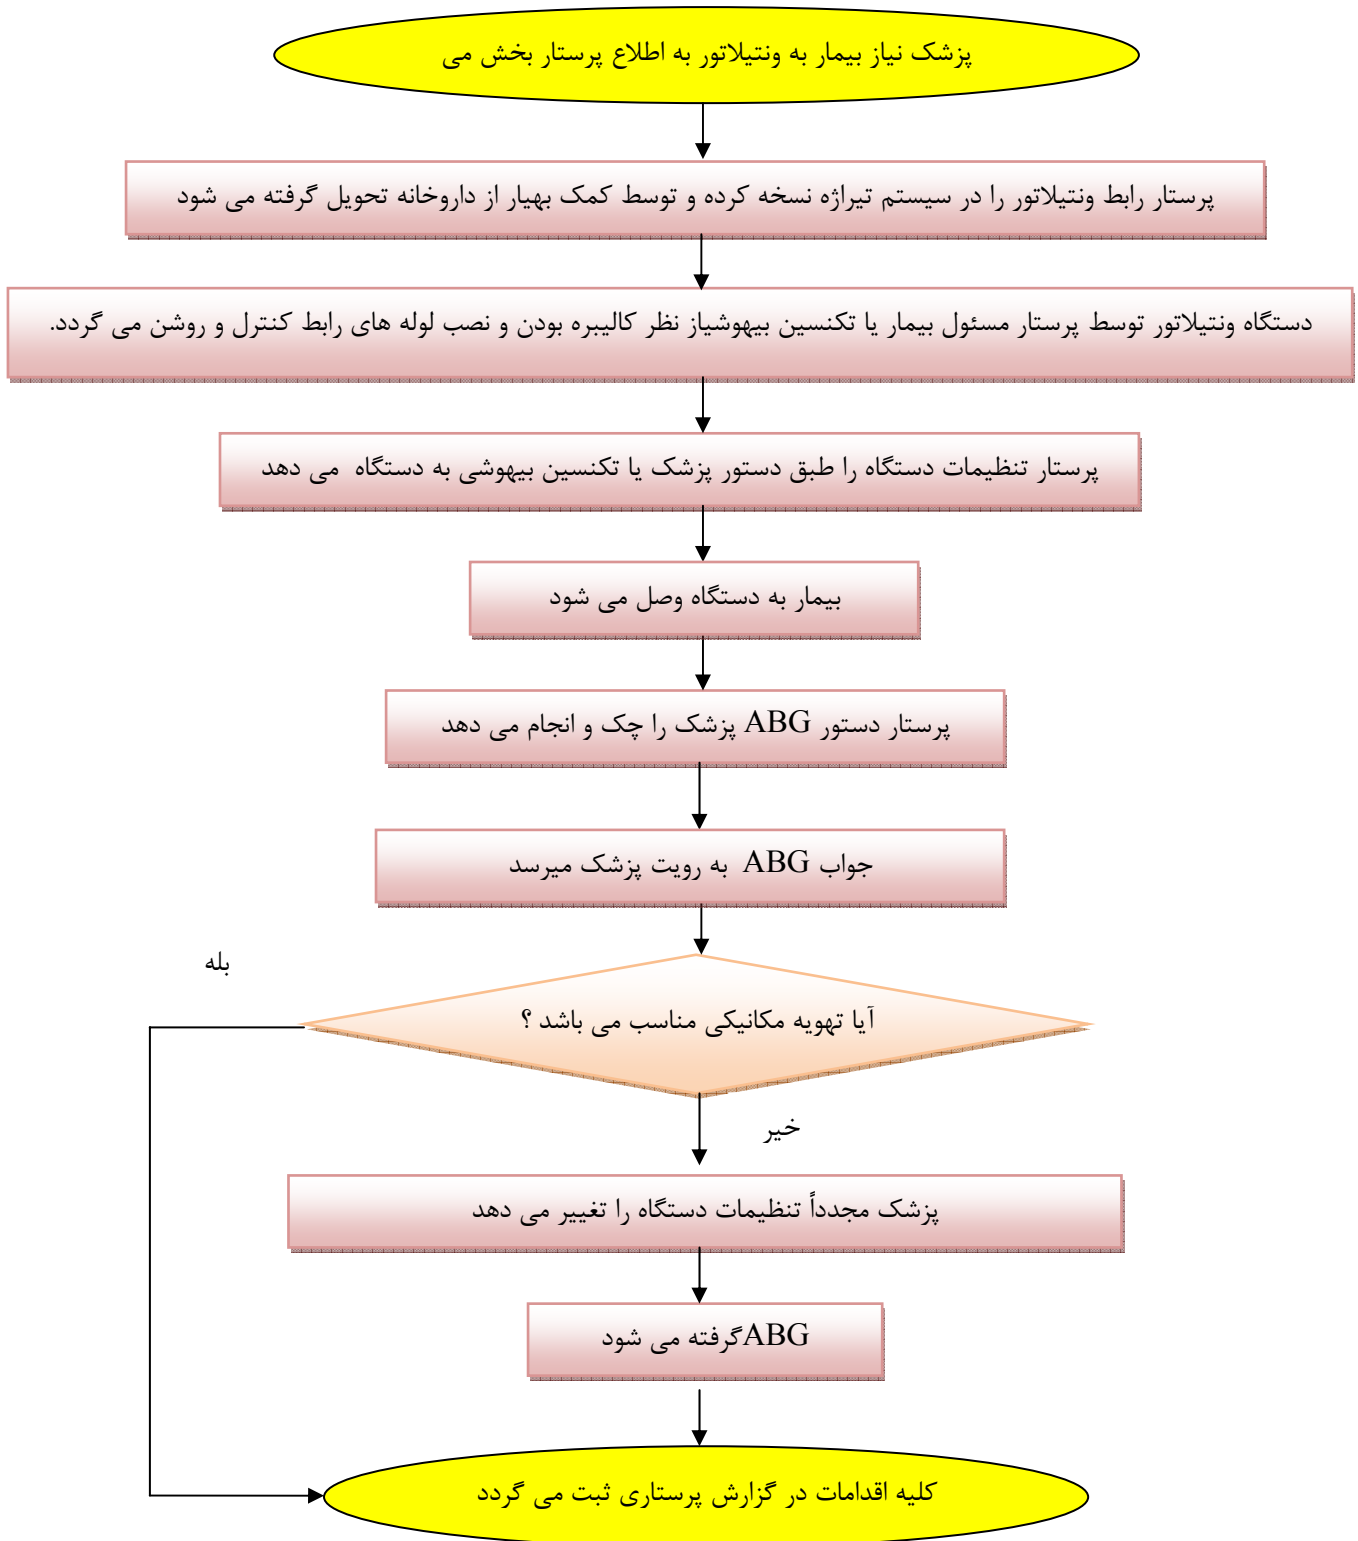 پزشک نیاز بیمار به ونتیلاتور به اطلاع پرستار بخش می
پرستار رابط ونتیلاتور را در سیستم تیراژه نسخه کرده و توسط کمک بهیار از داروخانه تحویل گرفته می شود
دستگاه ونتیلاتور توسط پرستار مسئول بیمار یا تکنسین بیهوشیاز نظر کالیبره بودن و نصب لوله های رابط کنترل و روشن می گردد.
پرستار تنظیمات دستگاه را طبق دستور پزشک یا تکنسین بیهوشی به دستگاه می دهد
بیمار به دستگاه وصل می شود
پرستار دستور ABG پزشک را چک و انجام می دهد
جواب ABG به رویت پزشک میرسد
بله
آیا تهویه مکانیکی مناسب می باشد ؟
خیر
پزشک مجدداً تنظیمات دستگاه را تغییر می دهد
ABGگرفته می شود
کلیه اقدامات در گزارش پرستاری ثبت می گردد